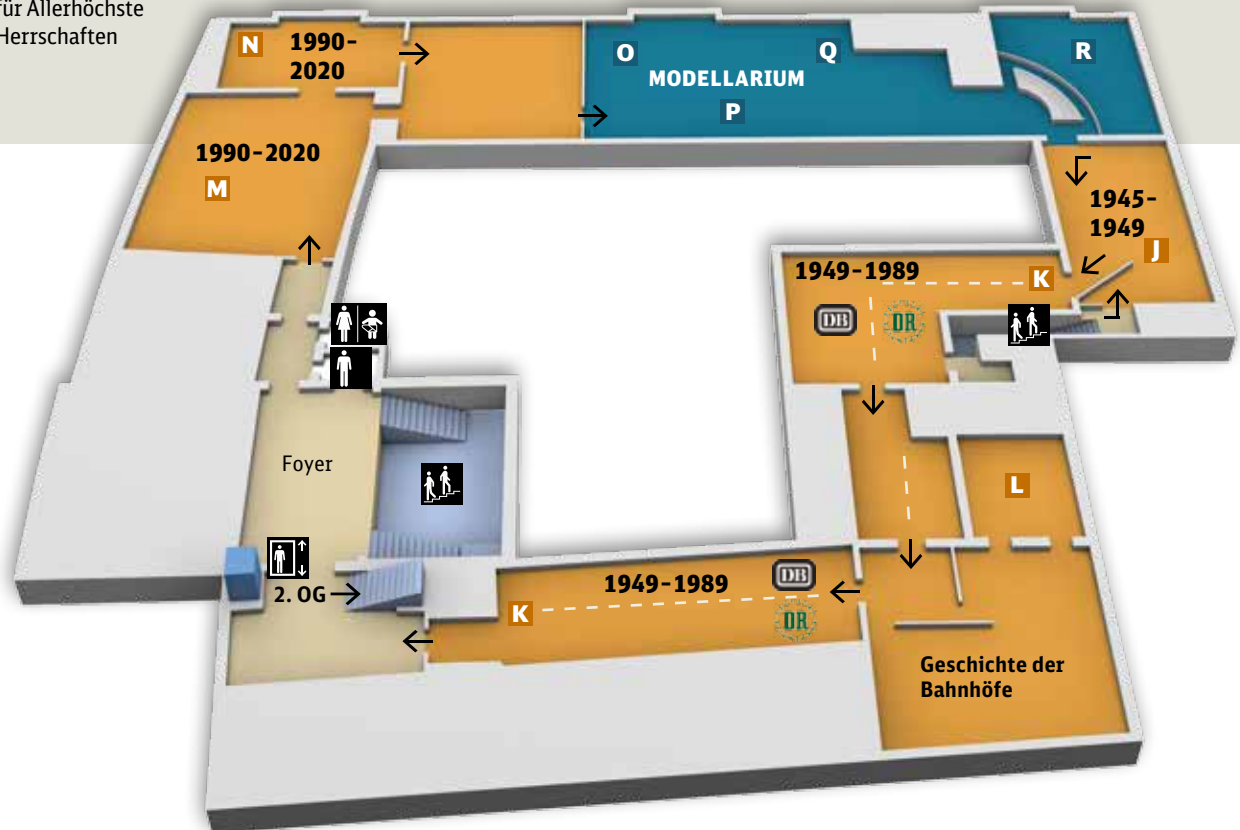 für Allerhöchste
Herrschaften
N
1990-
2020
O
Q
R
MODELLARIUM
P
1990-2020
M
1945-
1949
J
1949-1989
K
DB
DR
Foyer
L
2. OG
1949-1989
DB
K
DR
Geschichte der
Bahnhöfe